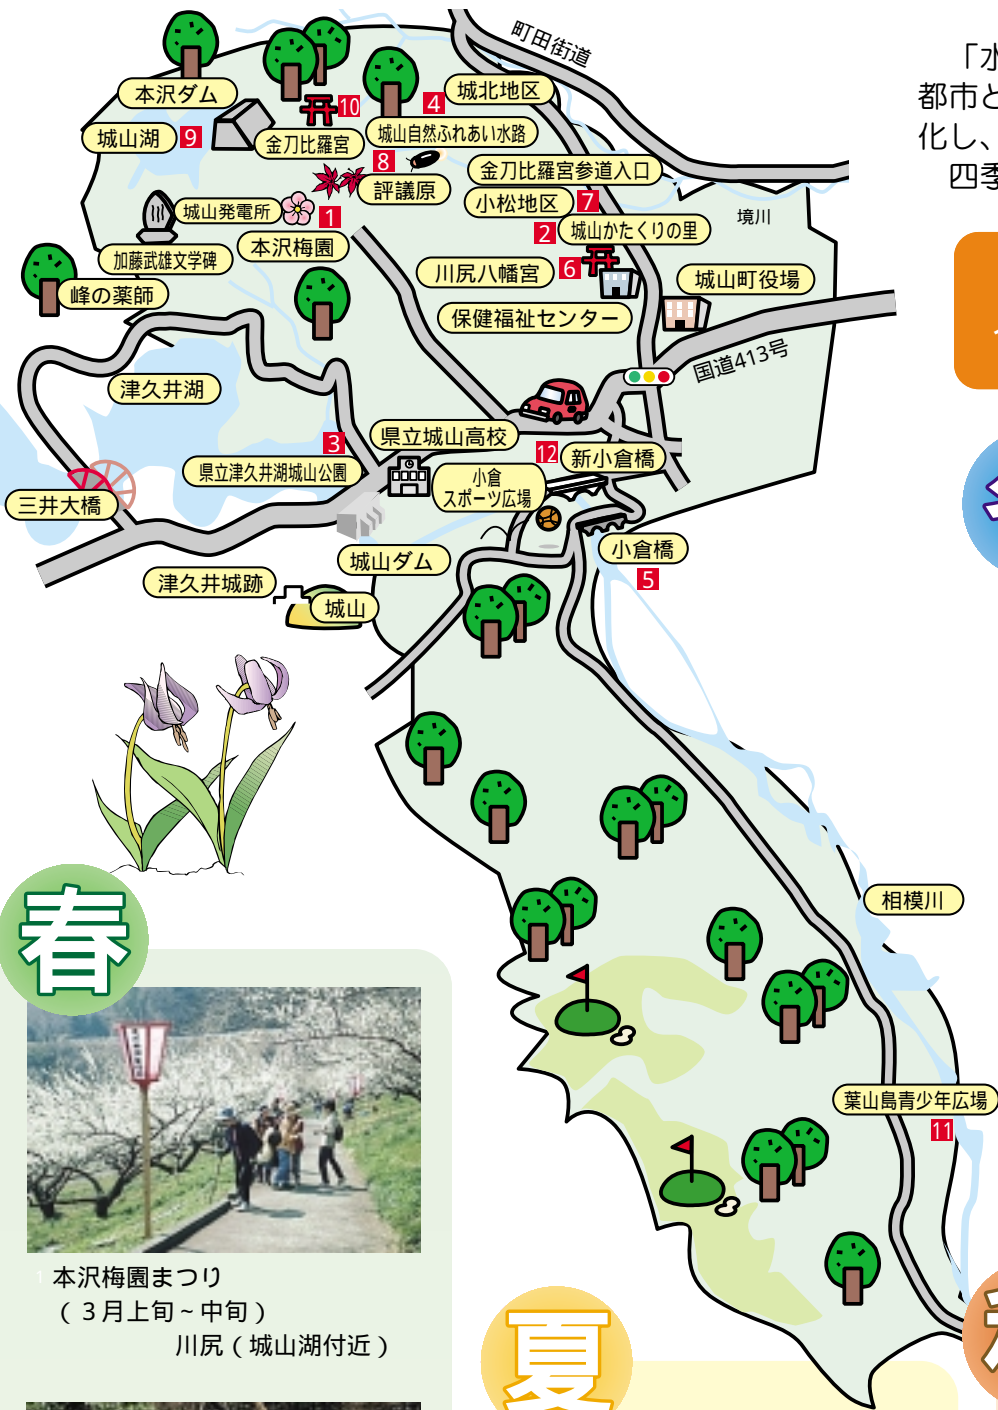 町田街道
「水
都市と
化し、
四季
本沢ダム
城山湖
9
10
金刀比羅宮
4
城北地区
城山自然ふれあい水路
8
評議原
金刀比羅宮参道入口
小松地区
7
境川
城山発電所
1
本沢梅園
2
城山かたくりの里
加藤武雄文学碑
川尻八幡宮
6
城山町役場
峰の薬師
保健福祉センター
国道413号
津久井湖
3
県立城山高校
12
新小倉橋
県立津久井湖城山公園
小倉
スポーツ広場
三井大橋
城山ダム
小倉橋
5
津久井城跡
城山
春
相模川
葉山島青少年広場
11
1 本沢梅園まつり
(３月上旬~中旬)
川尻(城山湖付近)
夏